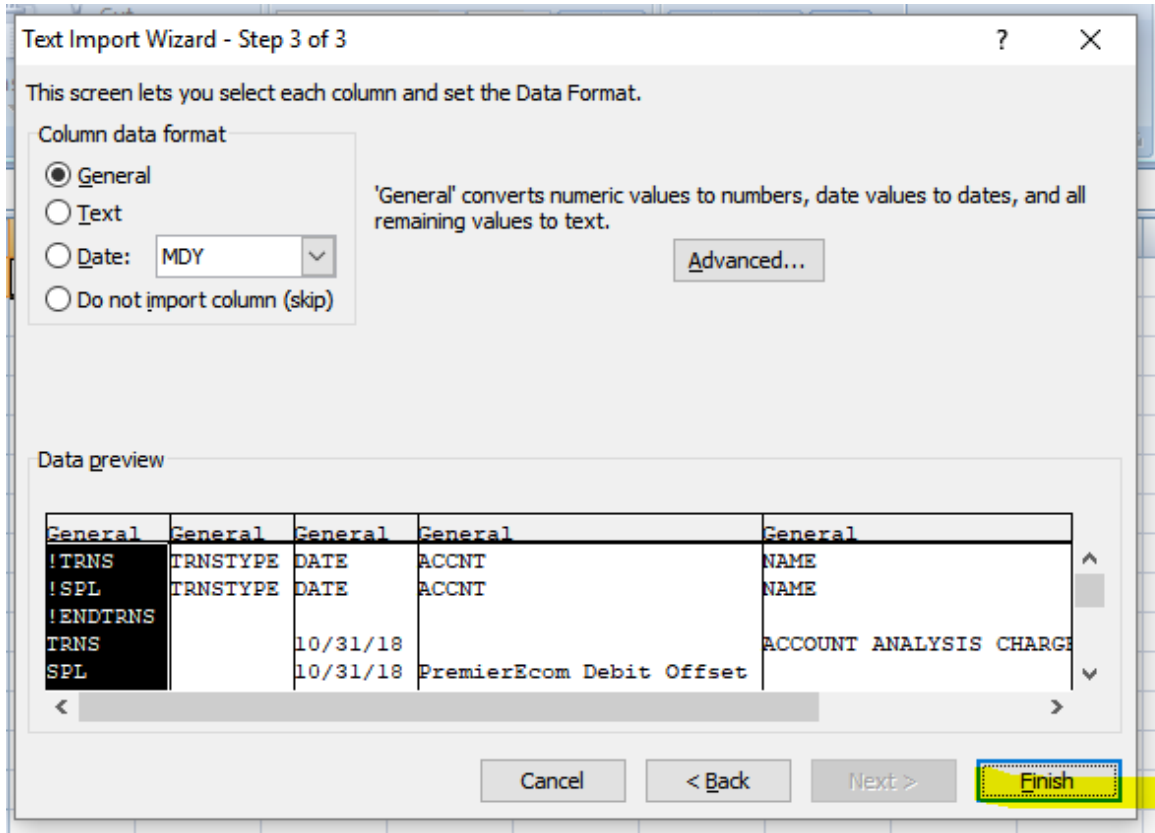 Cut
Text Import Wizard - Step 3 of 3 ?
This screen lets you select each column and set the Data Format.
Column data format
General
Text
Date: MDY
Do not import column (skip)
'General' converts numeric values to numbers, date values to dates, and all
remaining values to text.
Advanced...
Data preview
General General General General General
!TRNS TRNSTYPE DATE ACCNT NAME
!SPL TRNSTYPE DATE ACCNT NAME
!ENDTRNS
TRNS 10/31/18 ACCOUNT ANALYSIS CHARGE
SPL 10/31/18 PremierEcom Debit Offset
Cancel < Back Next > Finish